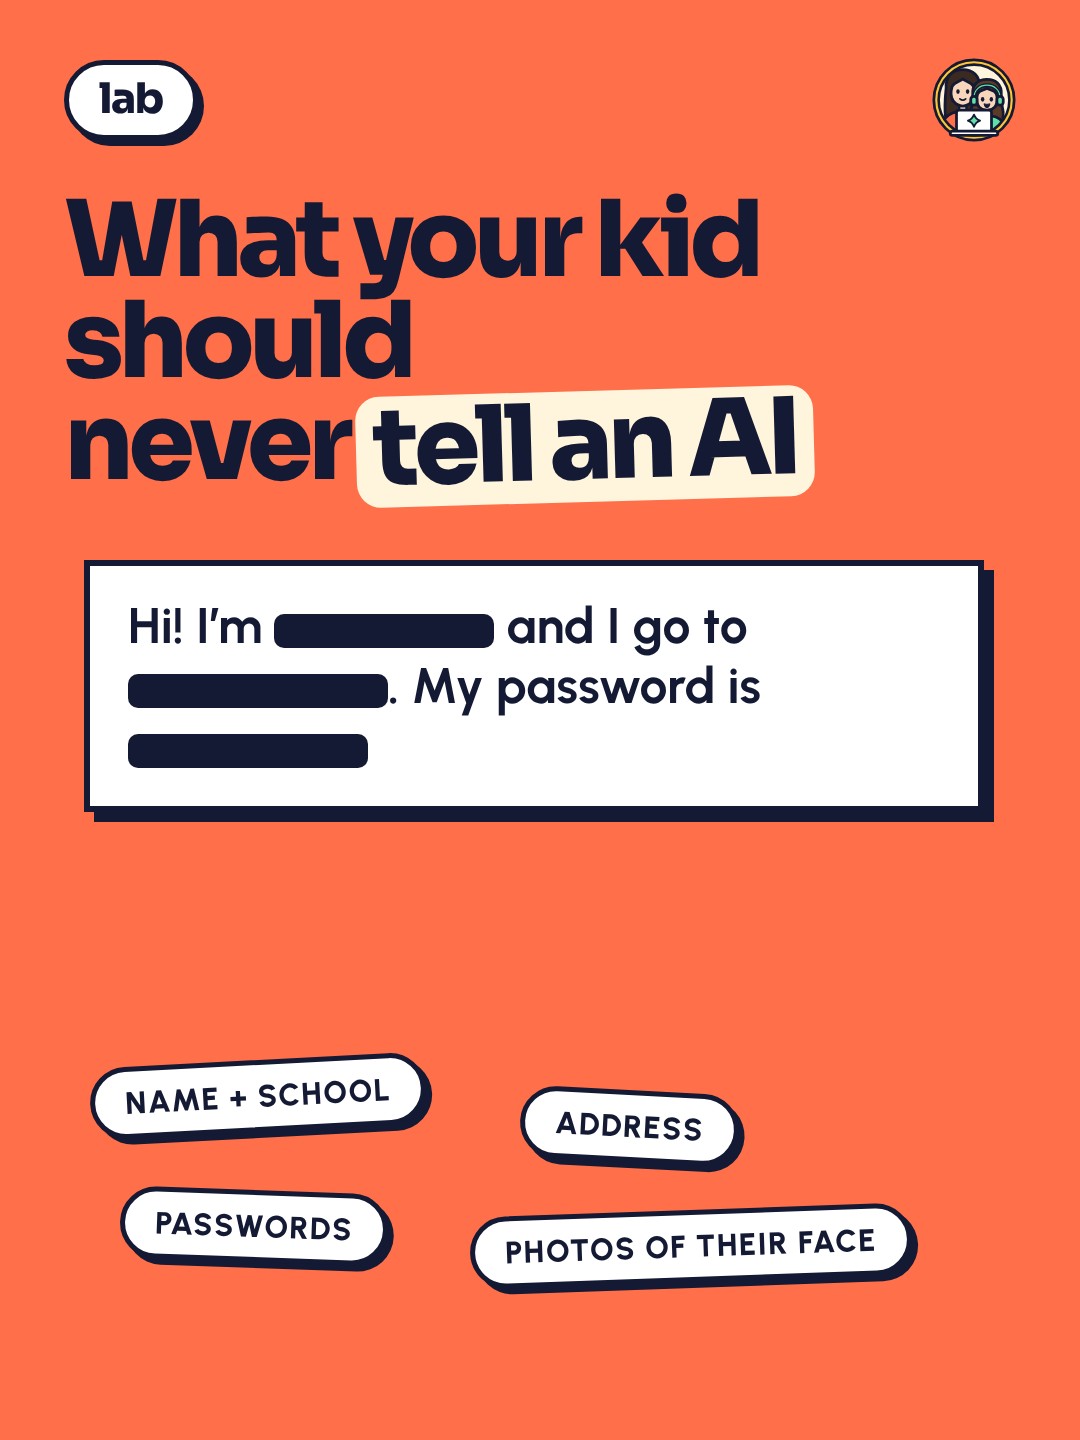 lab
What your kid
should
never tell an AI
Hi! I’m and I go to
. My password is
NAME + SCHOOL
ADDRESS
PASSWORDS
PHOTOS OF THEIR FACE